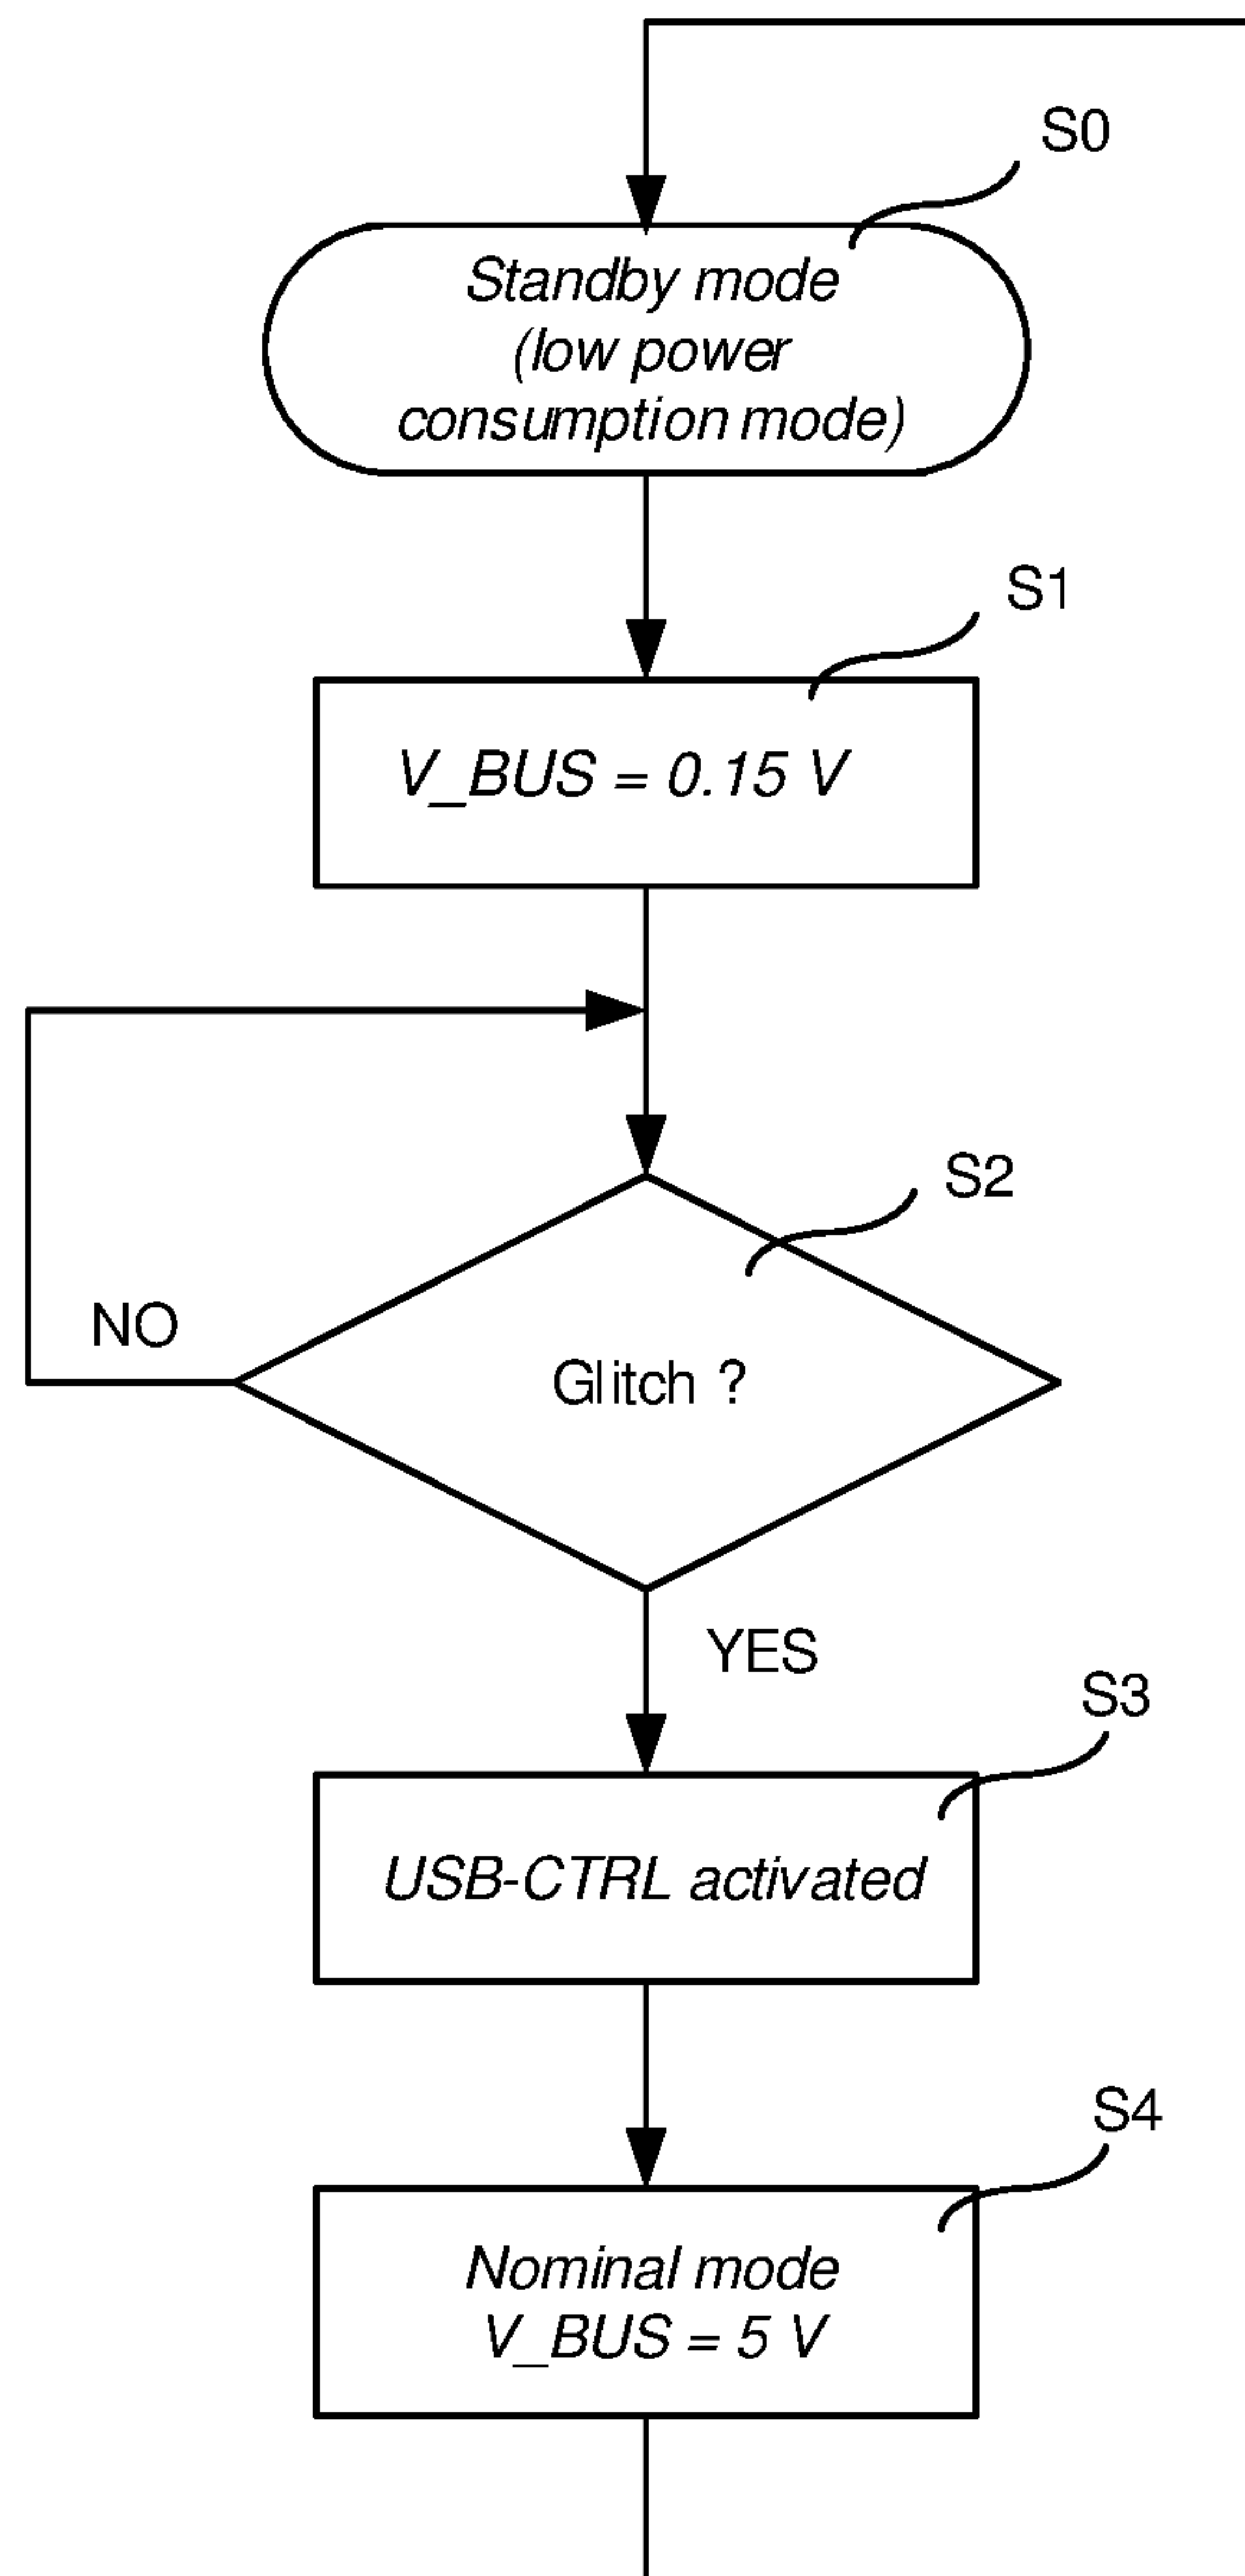 S0
Standby mode
(low power
consumption mode)
S1
V_BUS = 0.15 V
S2
NO
Glitch ?
YES
S3
USB-CTRL activated
S4
Nominal mode
V_BUS = 5 V